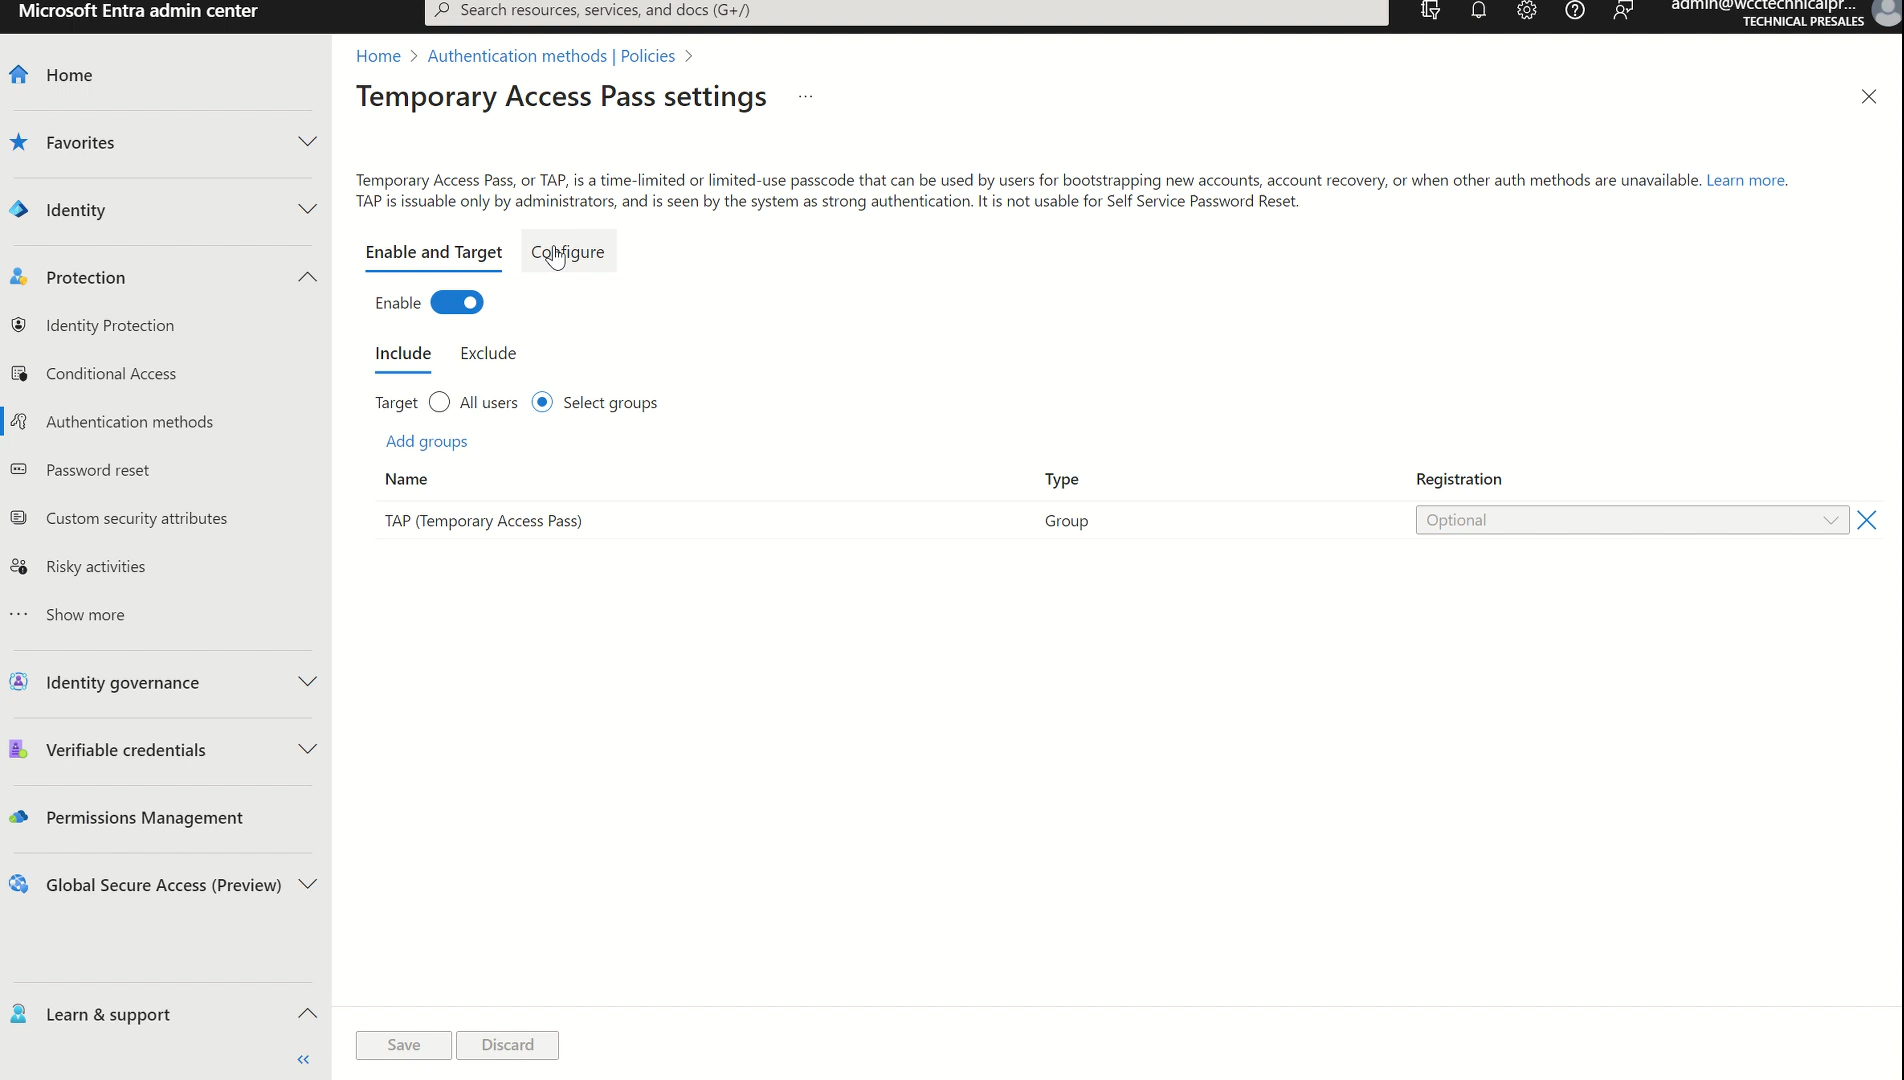 Microsoft Entra admin center
Search resources, services, and docs (G+/)
admin@wcctechnicalpr...
TECHNICAL PRESALES
Home
Favorites
Identity
Protection
Identity Protection
Conditional Access
Authentication methods
Password reset
Custom security attributes
Risky activities
Show more
Identity governance
Verifiable credentials
Permissions Management
Global Secure Access (Preview)
Learn & support
Home > Authentication methods | Policies >
Temporary Access Pass settings ...
Temporary Access Pass, or TAP, is a time-limited or limited-use passcode that can be used by users for bootstrapping new accounts, account recovery, or when other auth methods are unavailable. Learn more.
TAP is issuable only by administrators, and is seen by the system as strong authentication. It is not usable for Self Service Password Reset.
Enable and Target Configure
Enable
Include Exclude
Target All users Select groups
Add groups
Name Type Registration
TAP (Temporary Access Pass) Group Optional
Save Discard